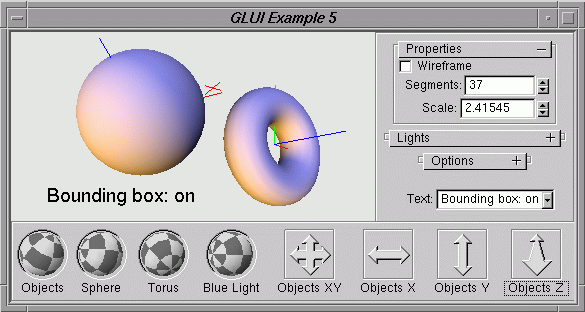 GLUI Example 5
Properties
Wireframe
Segments: 37
Scale: 2.41545
Lights
Options
Text: Bounding box: on
Bounding box: on
Objects Sphere Torus Blue Light Objects XY Objects X Objects Y Objects Z